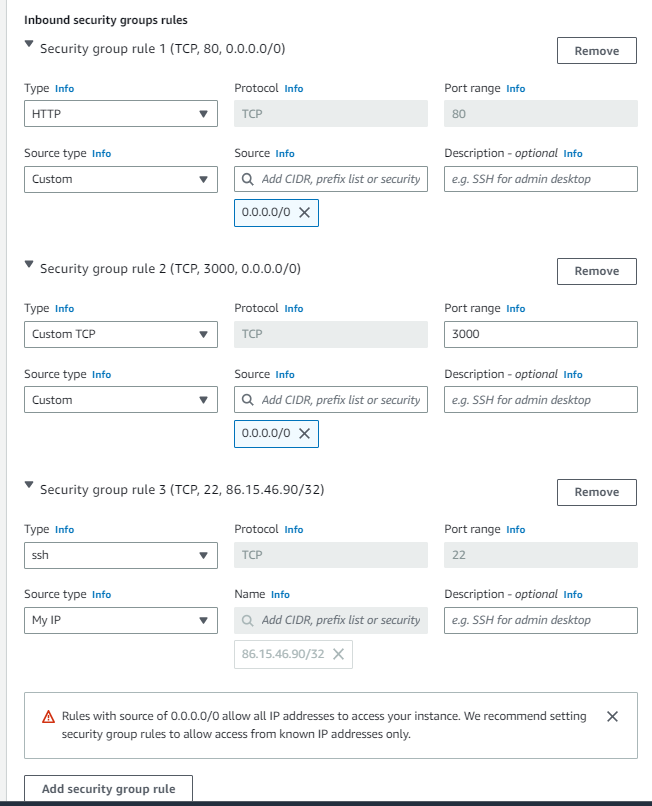 Inbound security groups rules
Security group rule 1 (TCP, 80, 0.0.0.0/0)
Remove
Type Info
Protocol Info
Port range Info
HTTP
TCP
80
Source type Info
Source Info
Description - optional Info
Custom
Add CIDR, prefix list or security
e.g. SSH for admin desktop
0.0.0.0/0
Security group rule 2 (TCP, 3000, 0.0.0.0/0)
Remove
Type Info
Protocol Info
Port range Info
Custom TCP
TCP
3000
Source type Info
Source Info
Description - optional Info
Custom
Add CIDR, prefix list or security
e.g. SSH for admin desktop
0.0.0.0/0
Security group rule 3 (TCP, 22, 86.15.46.90/32)
Remove
Type Info
Protocol Info
Port range Info
ssh
TCP
22
Source type Info
Name Info
Description - optional Info
My IP
Add CIDR, prefix list or security
e.g. SSH for admin desktop
86.15.46.90/32
Rules with source of 0.0.0.0/0 allow all IP addresses to access your instance. We recommend setting
security group rules to allow access from known IP addresses only.
Add security group rule